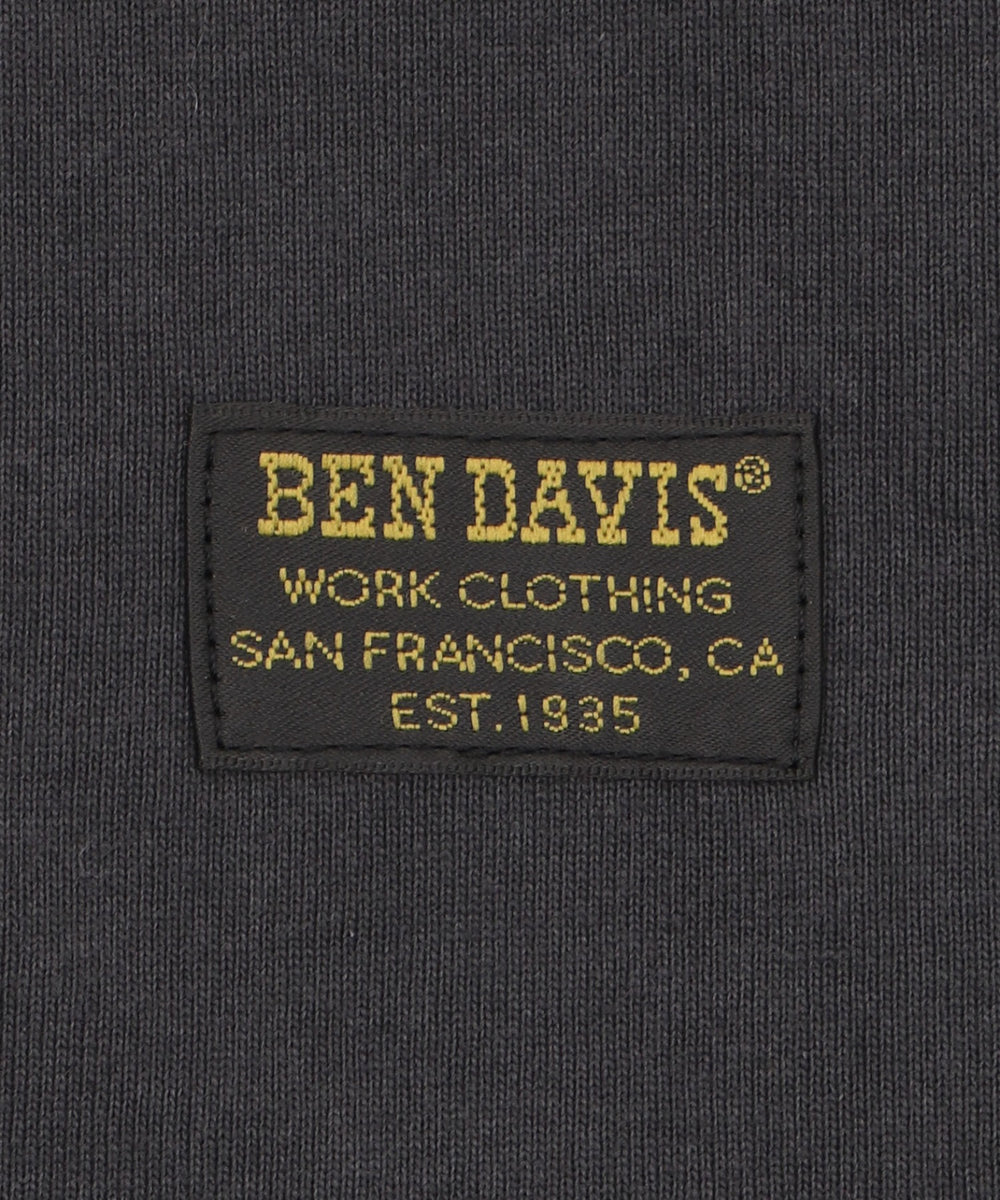 BEN DAVIS®
WORK CLOTHING
SAN FRANCISCO, CA
EST.1935